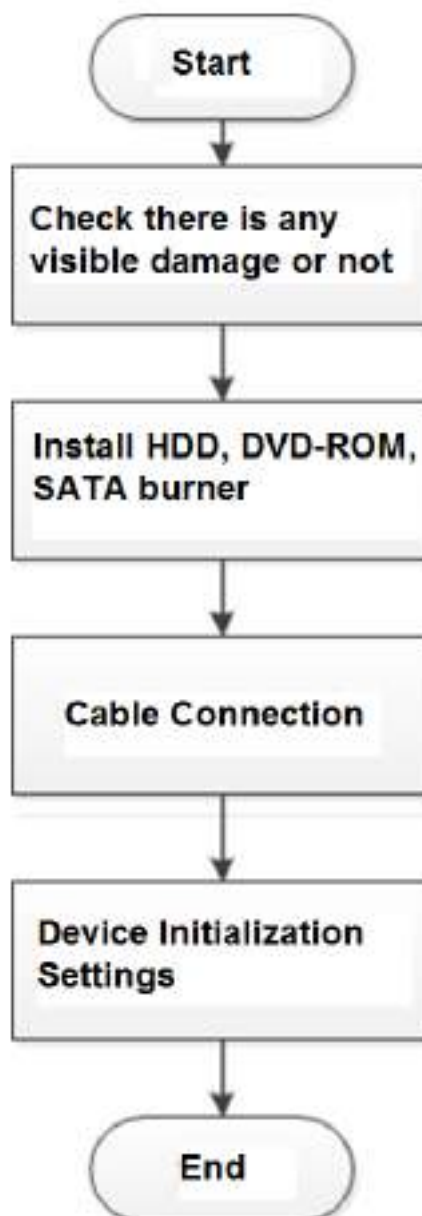 Start
Check there is any
visible damage or not
Install HDD, DVD-ROM,
SATA burner
Cable Connection
Device Initialization
Settings
End